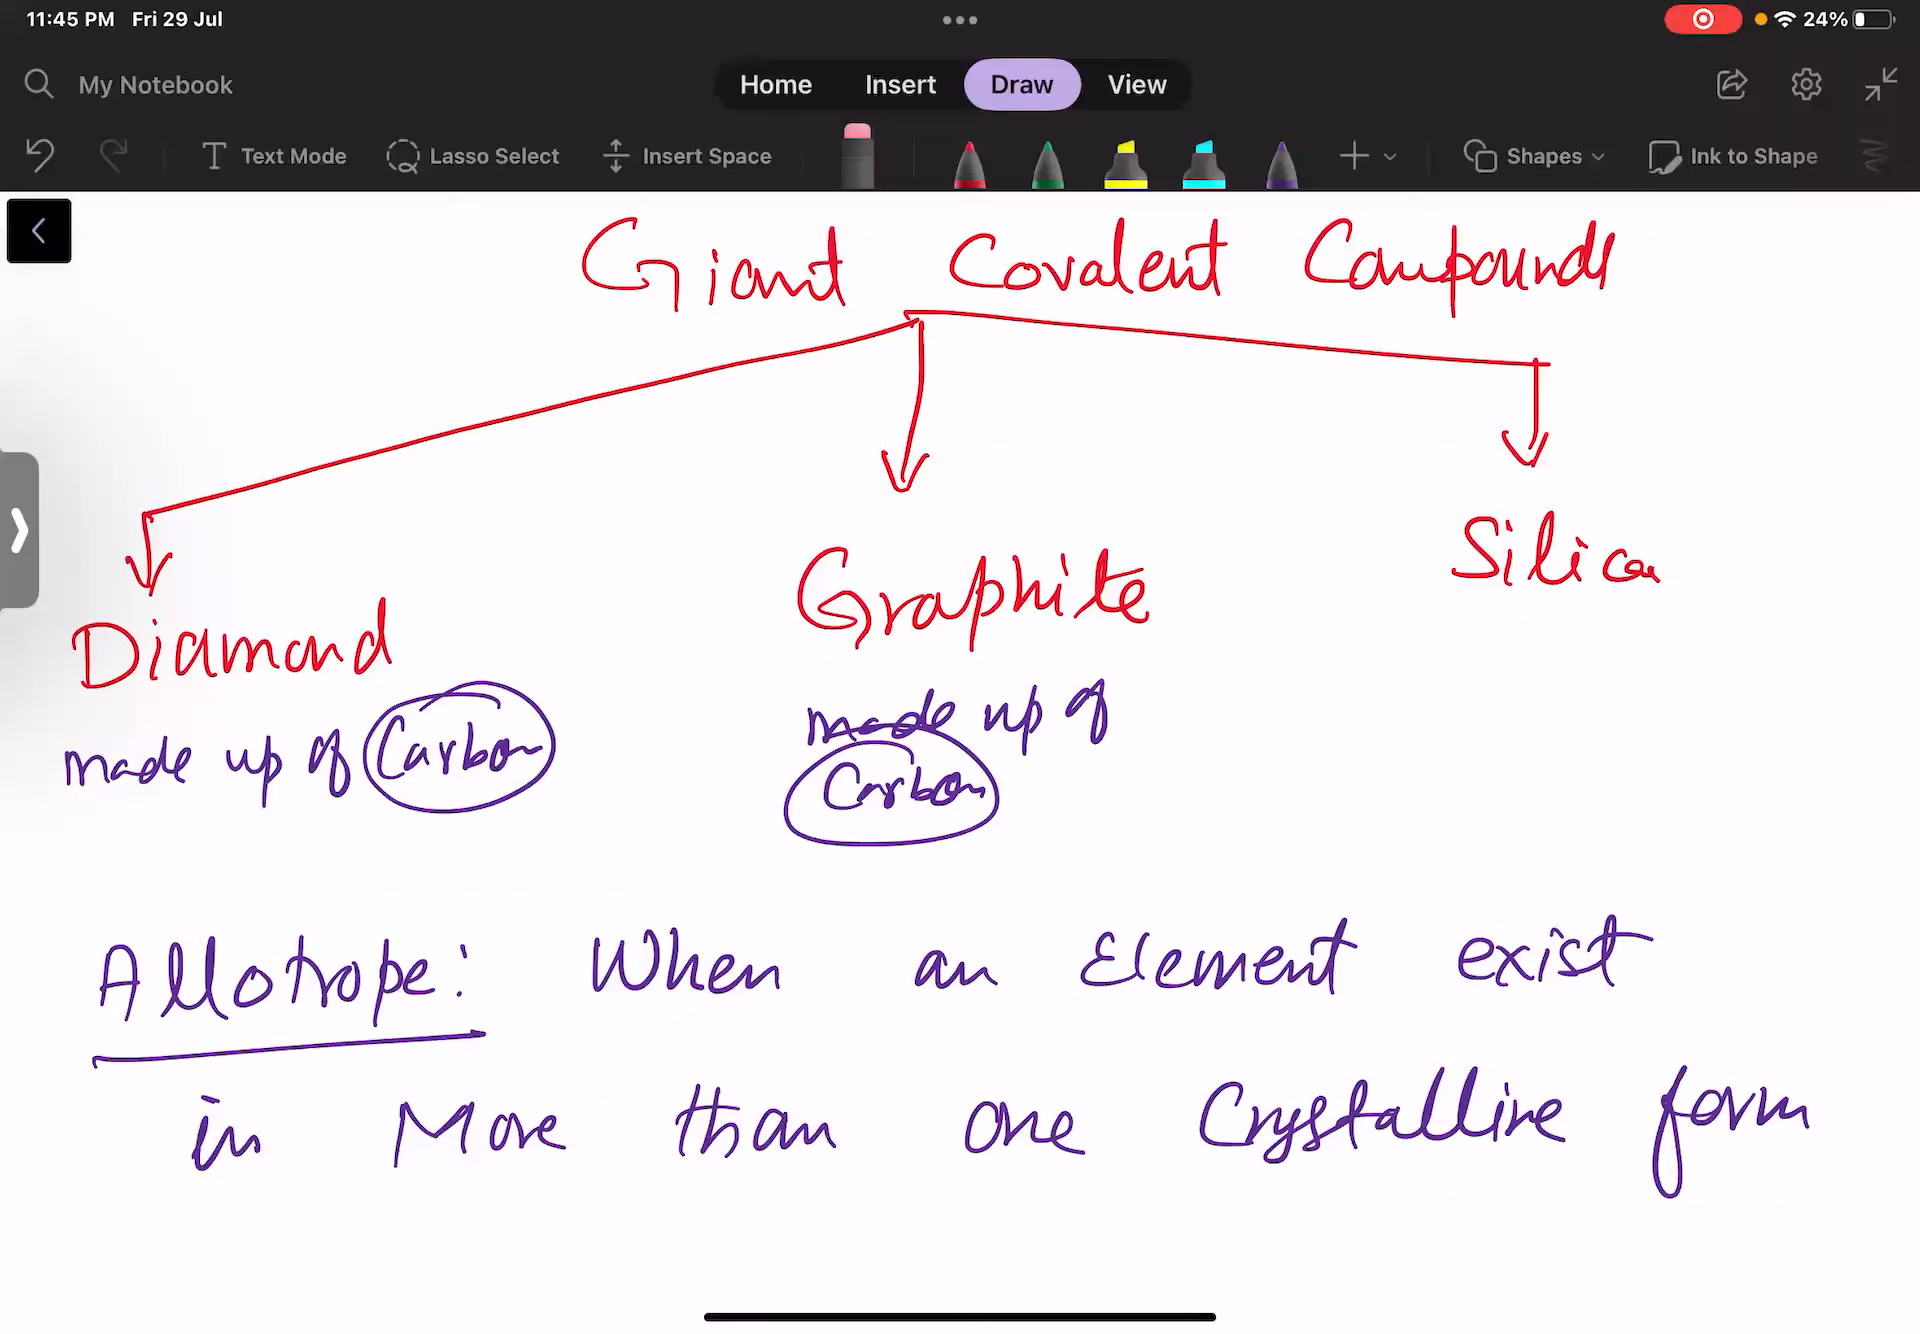 11:45 PM Fri 29 Jul
24%
My Notebook
Home Insert Draw View
Text Mode Lasso Select Insert Space Shapes Ink to Shape
Giant Covalent Compounds
Diamond
Graphite
Silica
made up of Carbon
made up of
Carbon
Allotrope: When an Element exist
in More than one Crystalline form